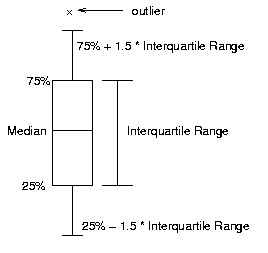 × outlier
75% + 1.5 * Interquartile Range
75%
Median
Interquartile Range
25%
25% − 1.5 * Interquartile Range